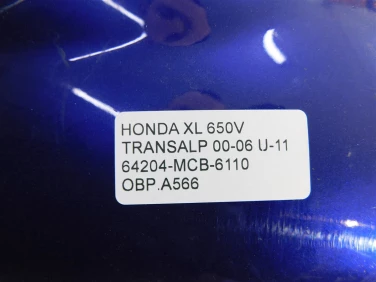 HONDA XL 650V
TRANSALP 00-06 U-11
64204-MCB-6110
OBP.A566